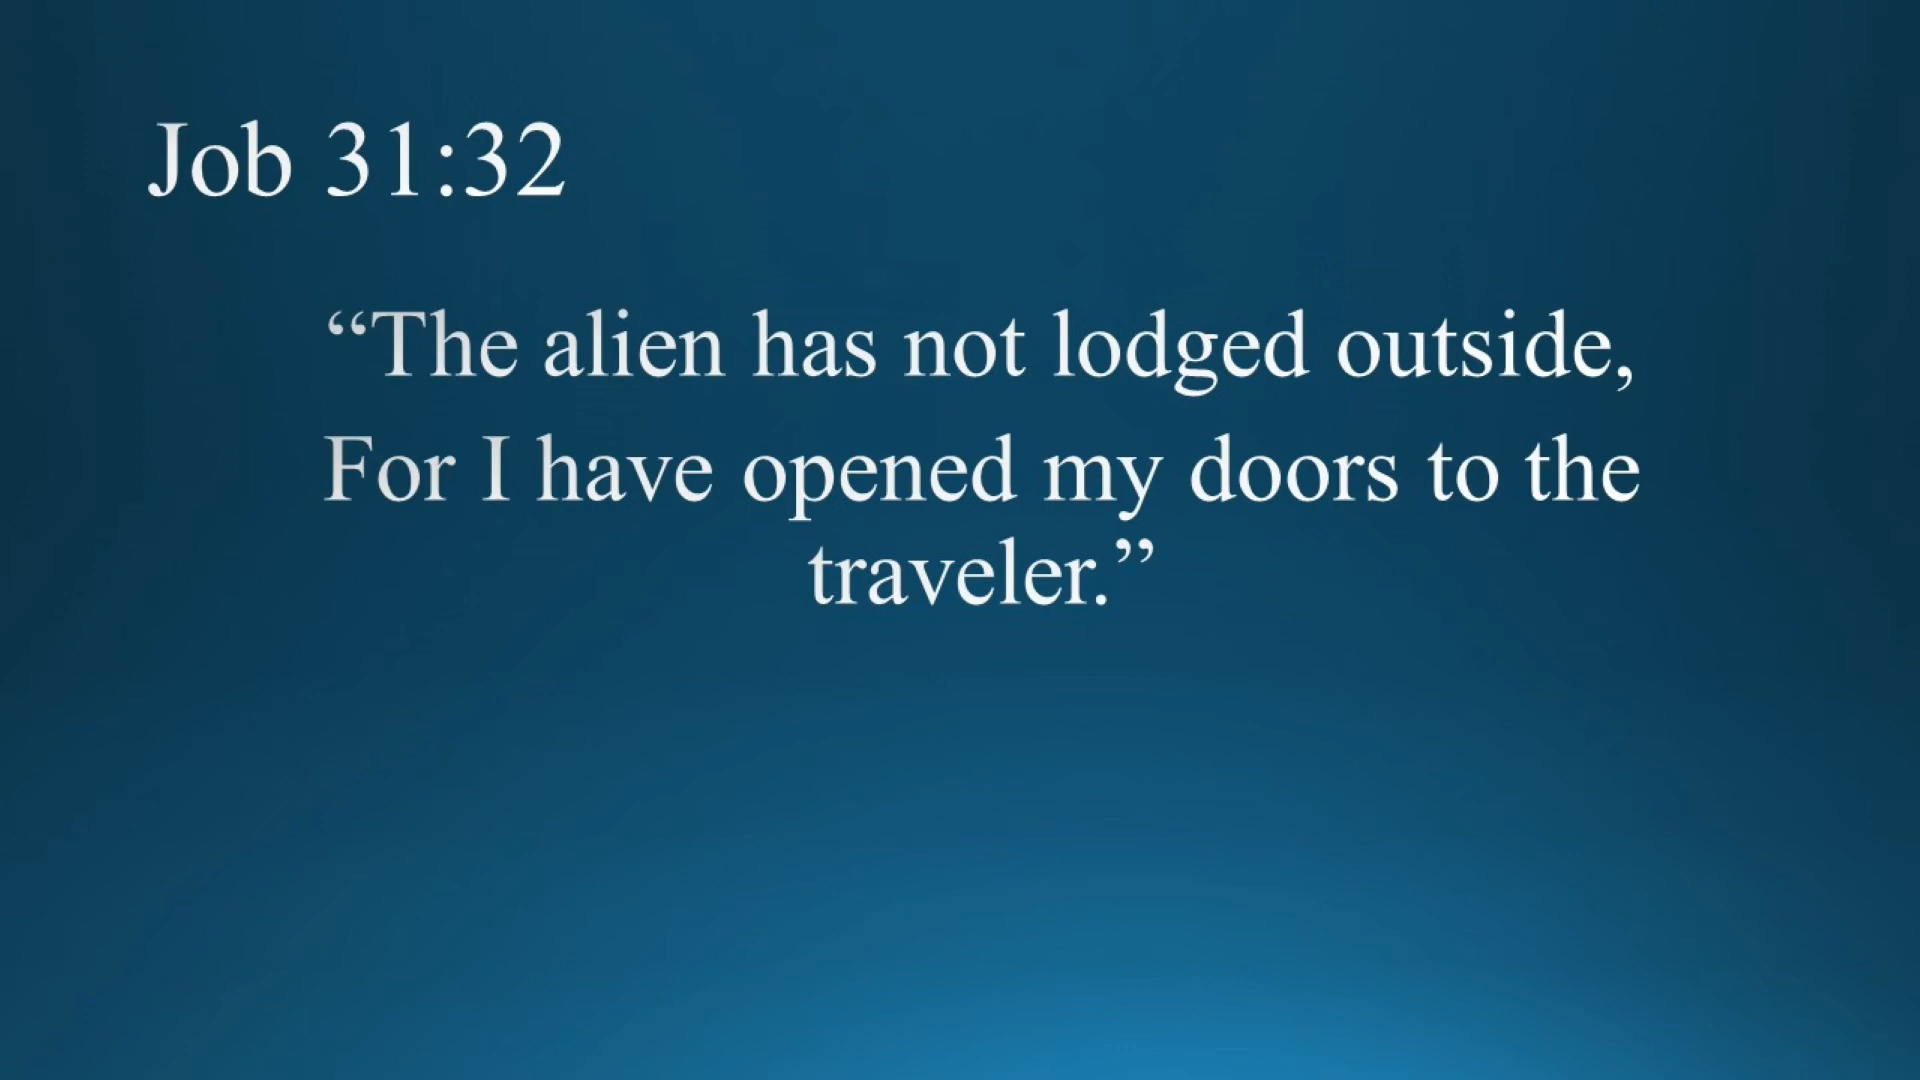 Job 31:32
“The alien has not lodged outside,
For I have opened my doors to the
traveler.”